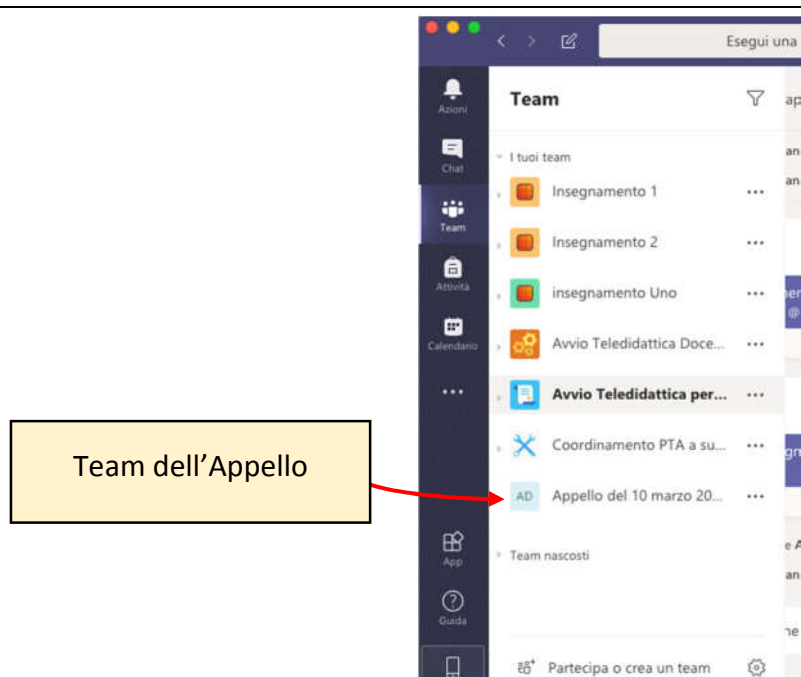 Esegui una
Azioni
Team
I tuoi team
Chat
Insegnamento 1
Team
Insegnamento 2
Attività
insegnamento Uno
Calendario
Avvio Teledidattica Doce...
Avvio Teledidattica per...
Coordinamento PTA a su...
Team dell’Appello
AD Appello del 10 marzo 20...
App
Team nascosti
Guida
Partecipa o crea un team